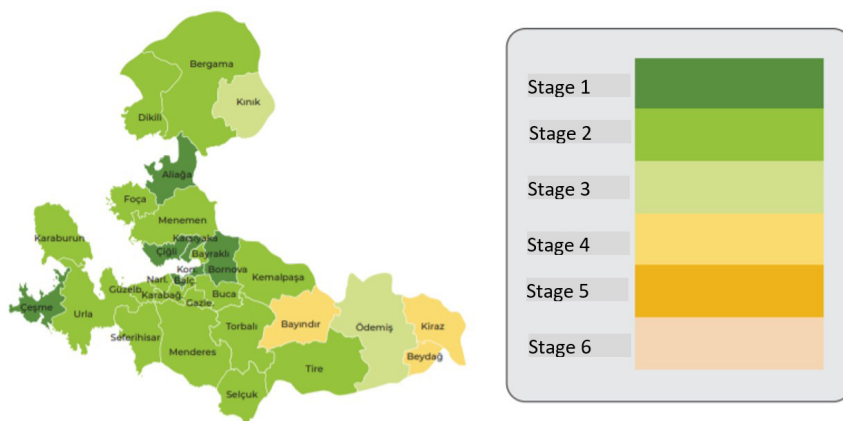 Bergama
Kınık
Dikili
Aliağa
Foça
Menemen
Karaburun
Karşıyaka
Çiğli
Bayraklı
Kon.
Bornova
Narl.
Balç.
Kemalpaşa
Güzelb.
Karabağ.
Buca
Gazie.
Çeşme
Urla
Seferihisar
Menderes
Torbalı
Bayındır
Ödemiş
Kiraz
Beydağ
Tire
Selçuk
Stage 1
Stage 2
Stage 3
Stage 4
Stage 5
Stage 6